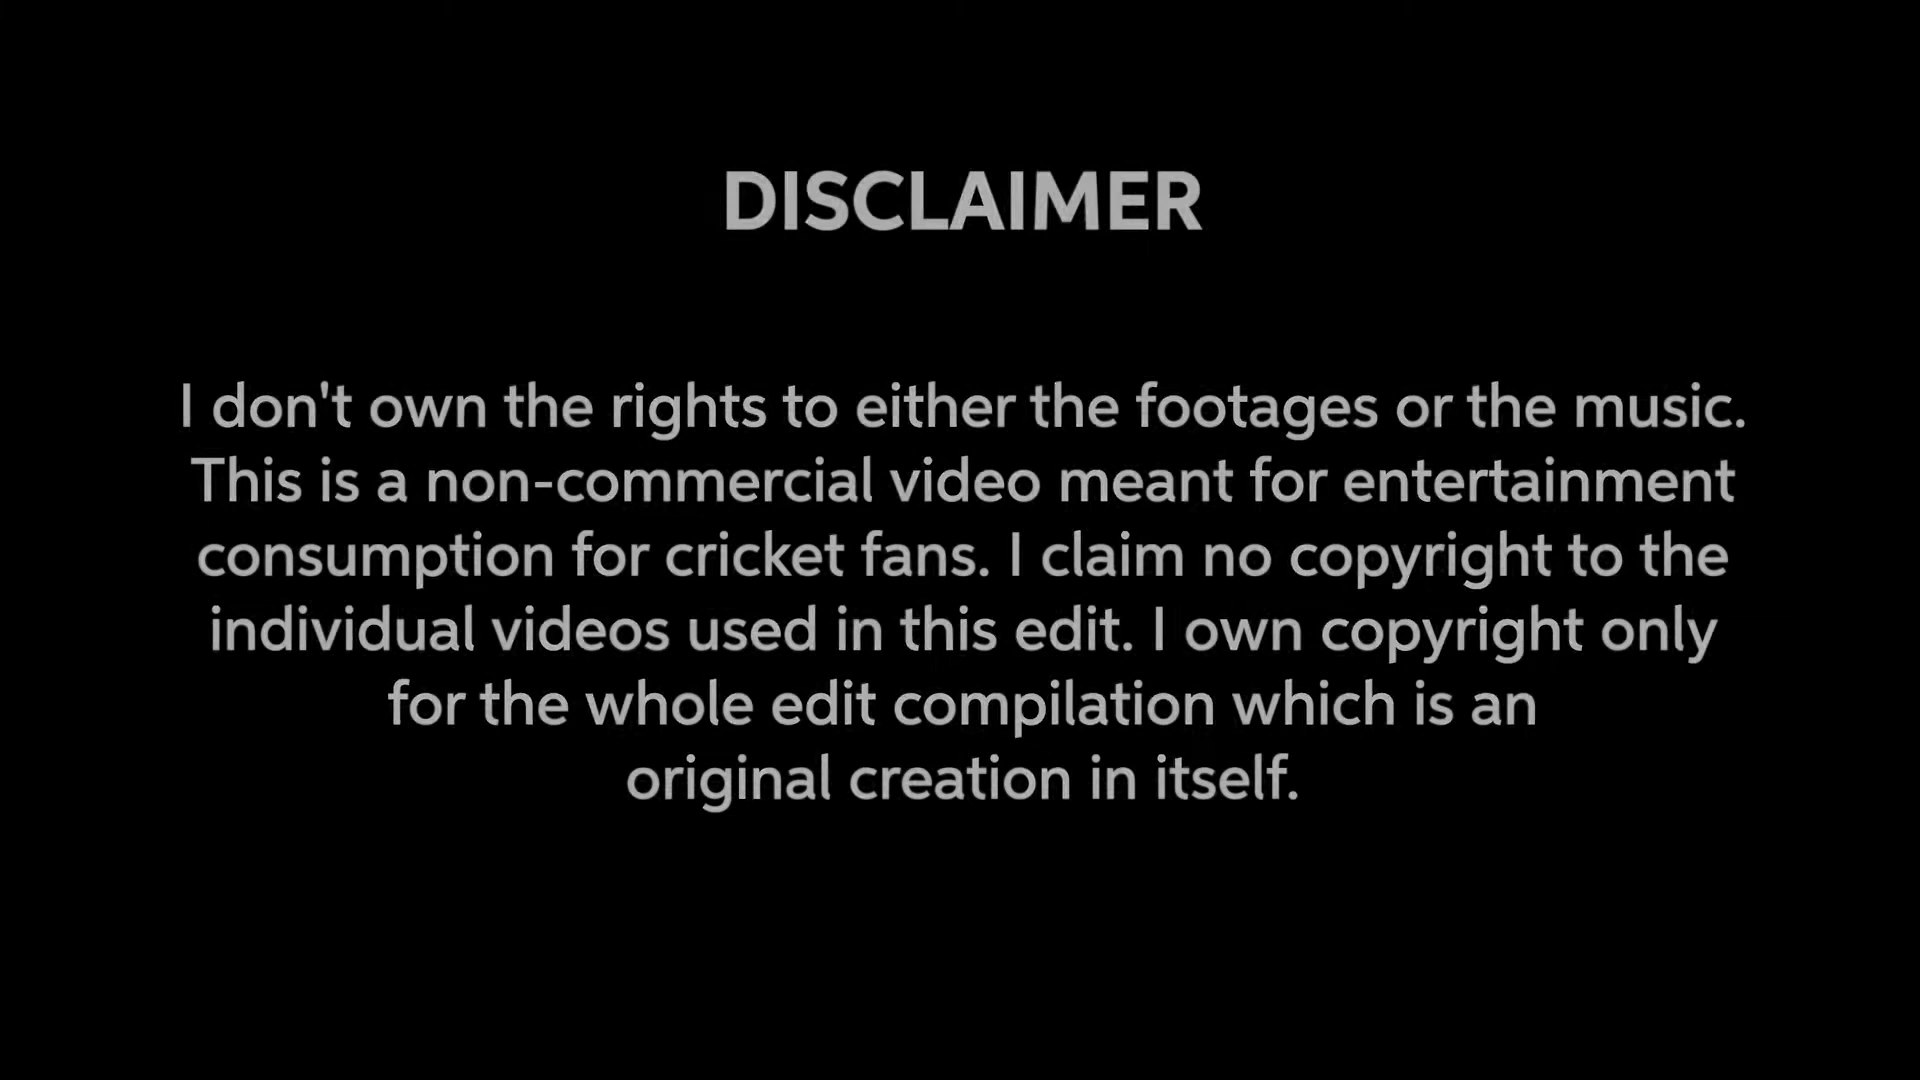 DISCLAIMER
I don't own the rights to either the footages or the music.
This is a non-commercial video meant for entertainment
consumption for cricket fans. I claim no copyright to the
individual videos used in this edit. I own copyright only
for the whole edit compilation which is an
original creation in itself.